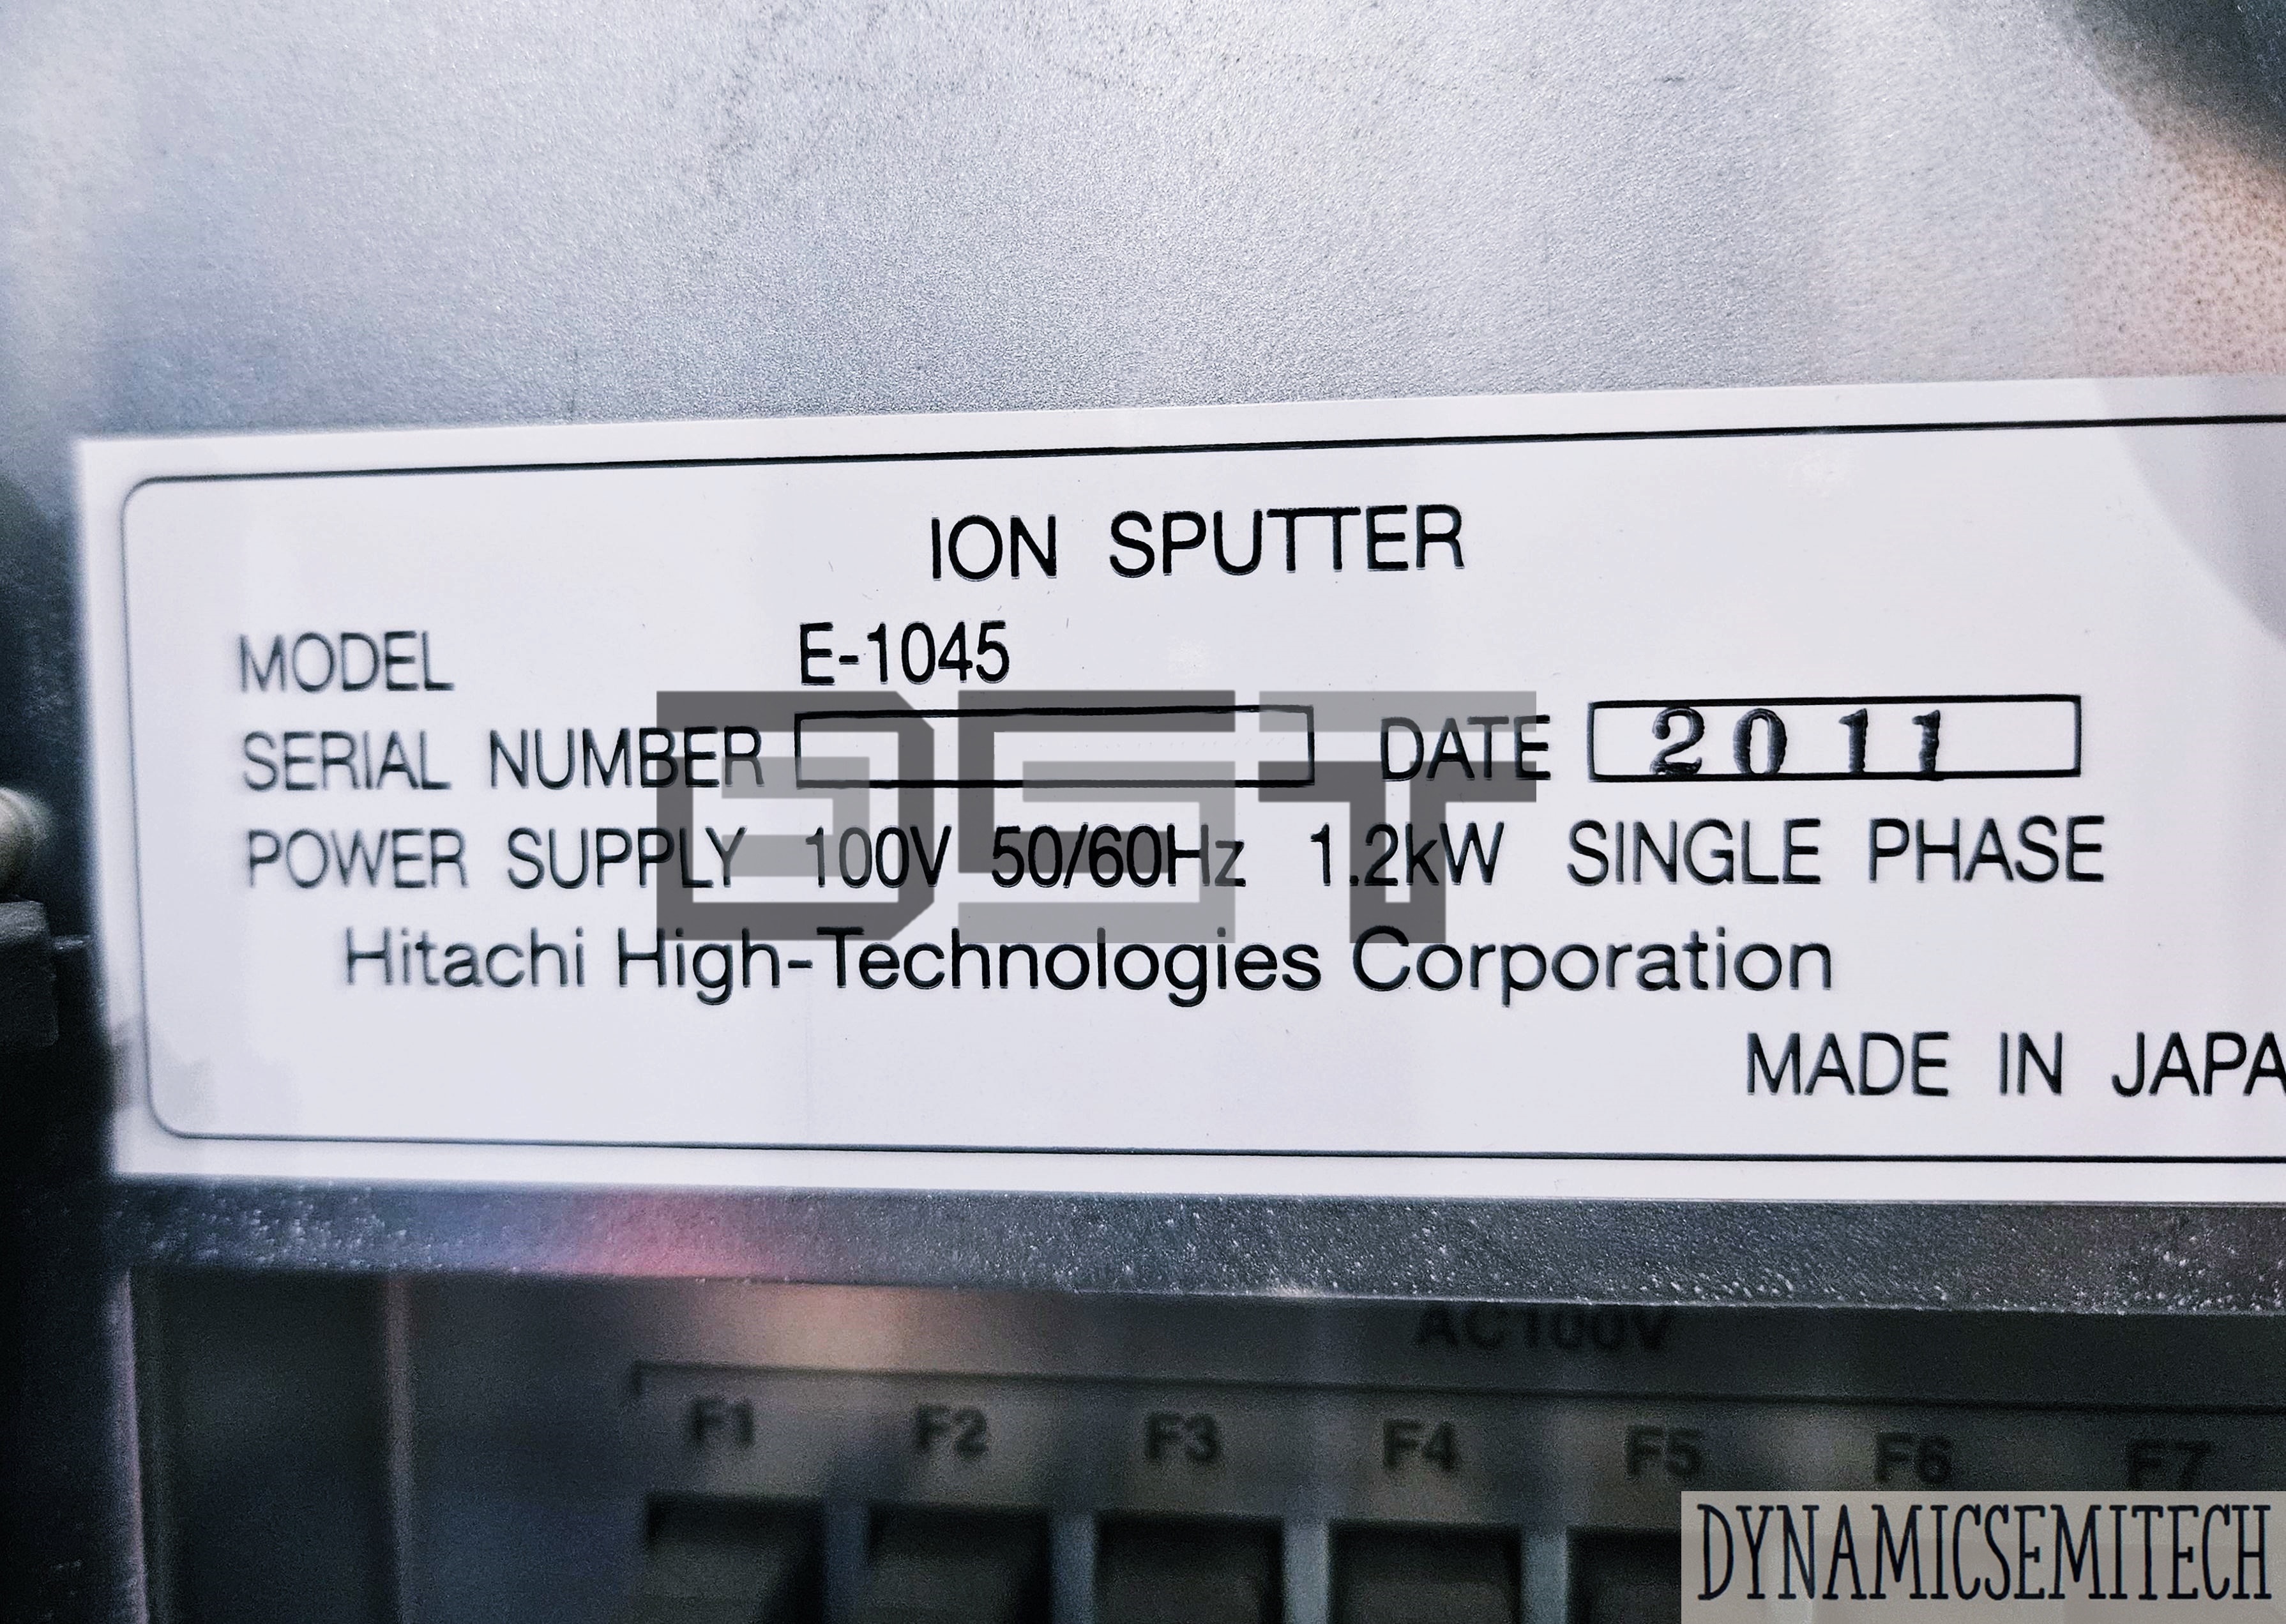 ION SPUTTER
MODEL E-1045
SERIAL NUMBER DATE 2011
POWER SUPPLY 100V 50/60Hz 1.2kW SINGLE PHASE
DST
Hitachi High-Technologies Corporation
MADE IN JAPA
AC100V
F1 F2 F3 F4 F5 F6 F7
DYNAMICSEMITECH